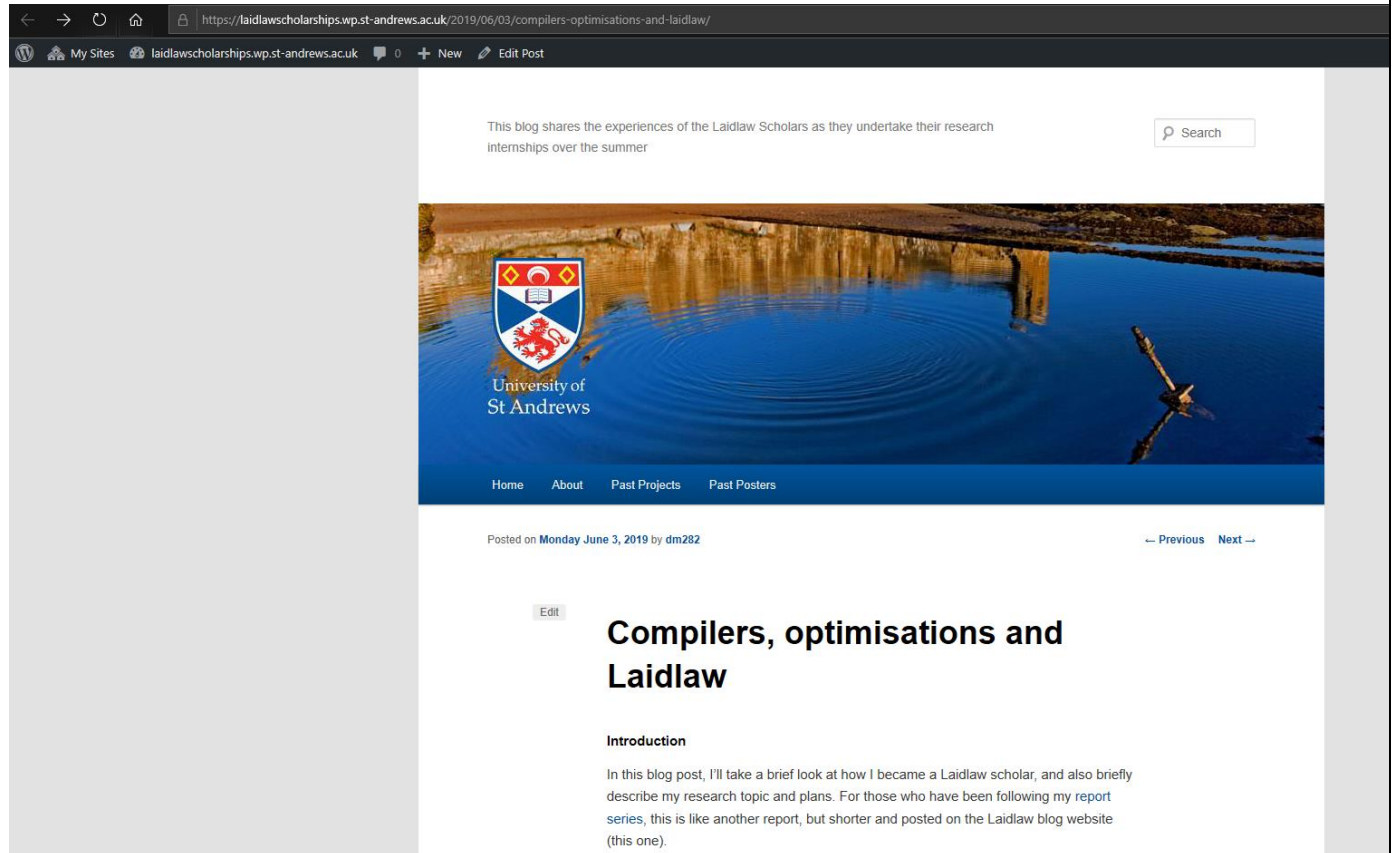 https://laidlawscholarships.wp.st-andrews.ac.uk/2019/06/03/compilers-optimisations-and-laidlaw/
My Sites laidlawscholarships.wp.st-andrews.ac.uk 0 + New Edit Post
This blog shares the experiences of the Laidlaw Scholars as they undertake their research
internships over the summer
Search
University of
St Andrews
Home About Past Projects Past Posters
Posted on Monday June 3, 2019 by dm282
← Previous Next →
Edit
Compilers, optimisations and
Laidlaw
Introduction
In this blog post, I’ll take a brief look at how I became a Laidlaw scholar, and also briefly
describe my research topic and plans. For those who have been following my report
series, this is like another report, but shorter and posted on the Laidlaw blog website
(this one).